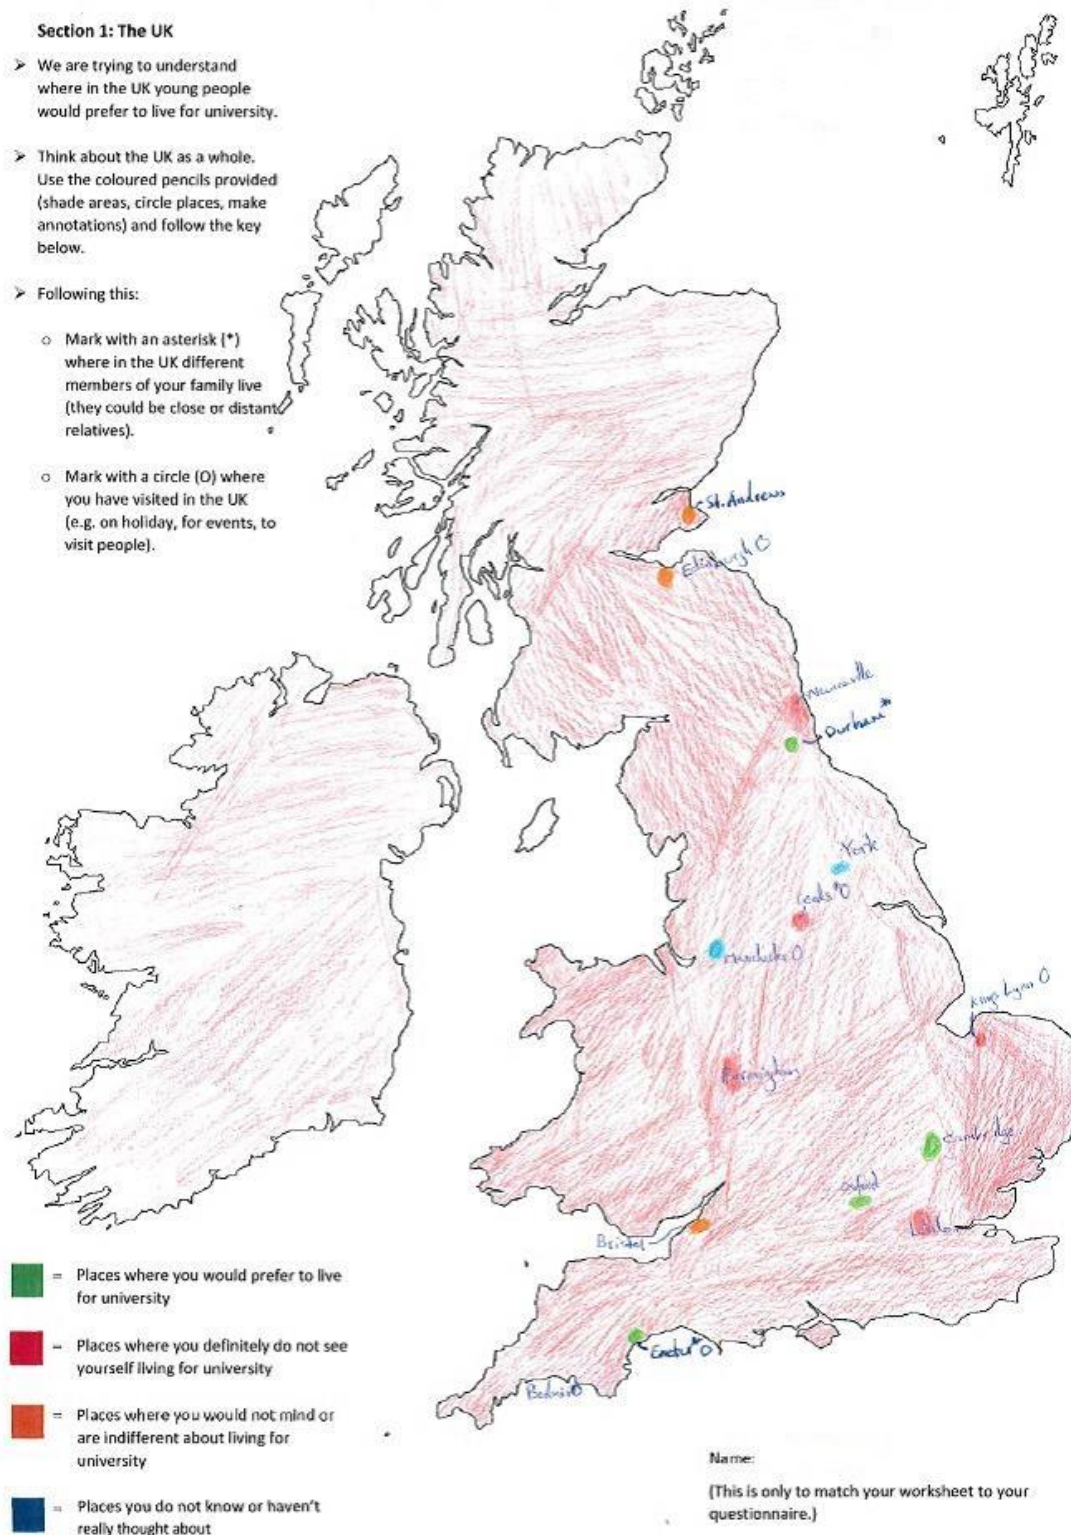 Section 1: The UK
➢ We are trying to understand
where in the UK young people
would prefer to live for university.
➢ Think about the UK as a whole.
Use the coloured pencils provided
(shade areas, circle places, make
annotations) and follow the key
below.
➢ Following this:
o Mark with an asterisk (*)
where in the UK different
members of your family live
(they could be close or distant
relatives).
o Mark with a circle (O) where
you have visited in the UK
(e.g. on holiday, for events, to
visit people).
St. Andrews
Edinburgh O
Newcastle
Durham*
York
Leeds *O
Manchester O
Kings Lynn O
Birmingham
Cambridge
Oxford
London
Bristol
Exeter* O
Bodmin O
= Places where you would prefer to live
for university
= Places where you definitely do not see
yourself living for university
= Places where you would not mind or
are indifferent about living for
university
= Places you do not know or haven't
really thought about
Name:
(This is only to match your worksheet to your
questionnaire.)